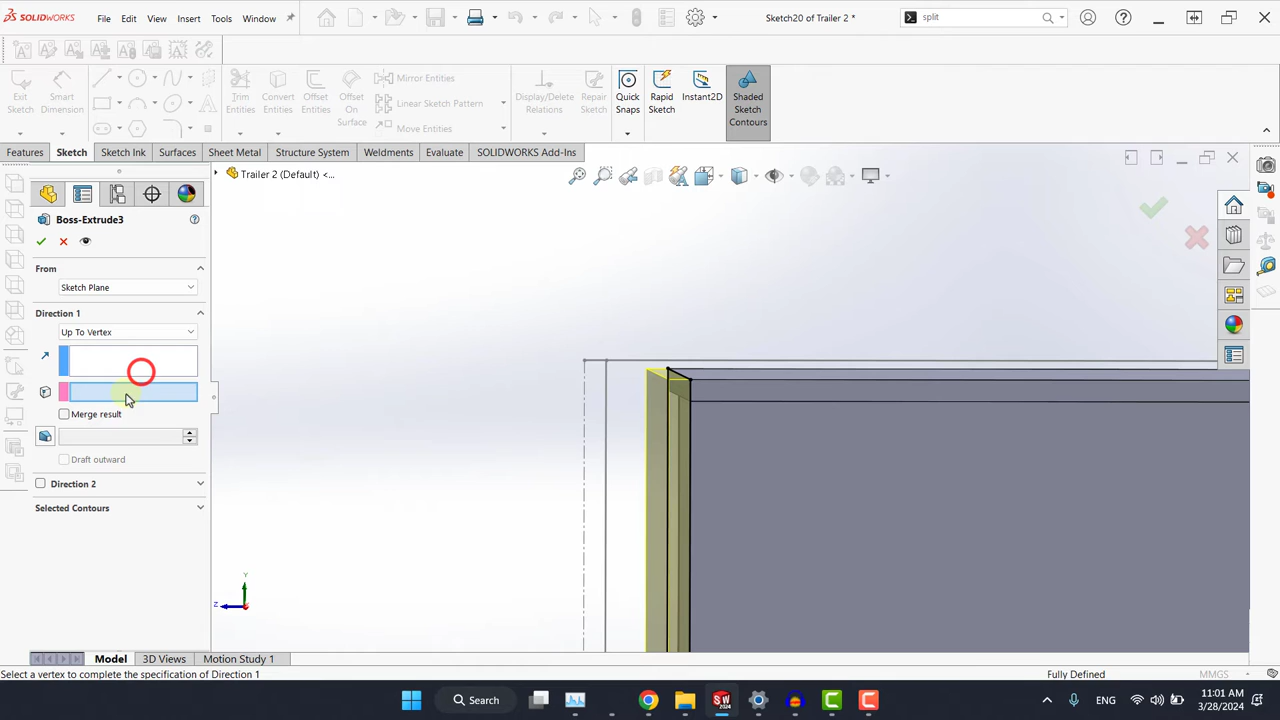 SOLIDWORKS File Edit View Insert Tools Window Sketch20 of Trailer 2 * split
Exit Sketch Smart Dimension Trim Entities Convert Entities Offset Entities Offset On Surface Mirror Entities Linear Sketch Pattern Move Entities Display/Delete Relations Repair Sketch Quick Snaps Rapid Sketch Instant2D Shaded Sketch Contours
Features Sketch Sketch Ink Surfaces Sheet Metal Structure System Weldments Evaluate SOLIDWORKS Add-Ins
Trailer 2 (Default) <...
Boss-Extrude3
From
Sketch Plane
Direction 1
Up To Vertex
Merge result
Draft outward
Direction 2
Selected Contours
Y
Z
Model 3D Views Motion Study 1
Select a vertex to complete the specification of Direction 1 Fully Defined MMGS
Search ENG 11:01 AM
3/28/2024